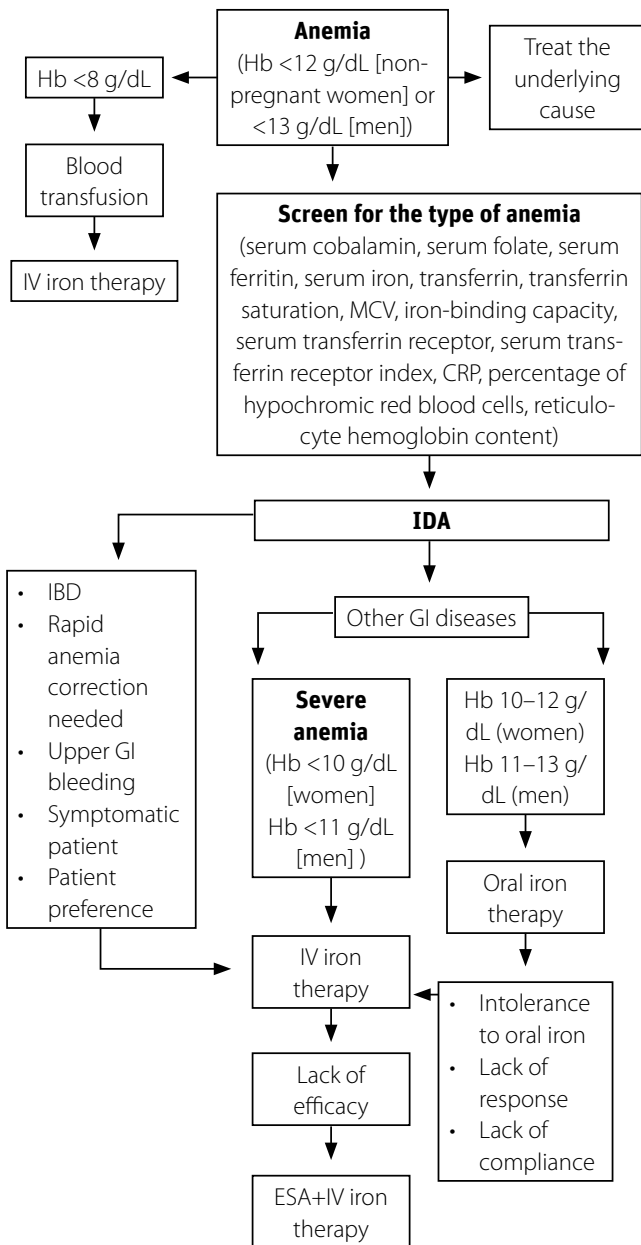 Anemia
(Hb <12 g/dL [non-
pregnant women] or
<13 g/dL [men])
Hb <8 g/dL
Treat the
underlying
cause
Blood
transfusion
IV iron therapy
Screen for the type of anemia
(serum cobalamin, serum folate, serum
ferritin, serum iron, transferrin, transferrin
saturation, MCV, iron-binding capacity,
serum transferrin receptor, serum trans-
ferrin receptor index, CRP, percentage of
hypochromic red blood cells, reticulo-
cyte hemoglobin content)
IDA
• IBD
• Rapid
anemia
correction
needed
• Upper GI
bleeding
• Symptomatic
patient
• Patient
preference
Other GI diseases
Severe
anemia
(Hb <10 g/dL
[women]
Hb <11 g/dL
[men] )
Hb 10–12 g/
dL (women)
Hb 11–13 g/
dL (men)
Oral iron
therapy
IV iron
therapy
• Intolerance
to oral iron
• Lack of
response
• Lack of
compliance
Lack of
efficacy
ESA+IV iron
therapy